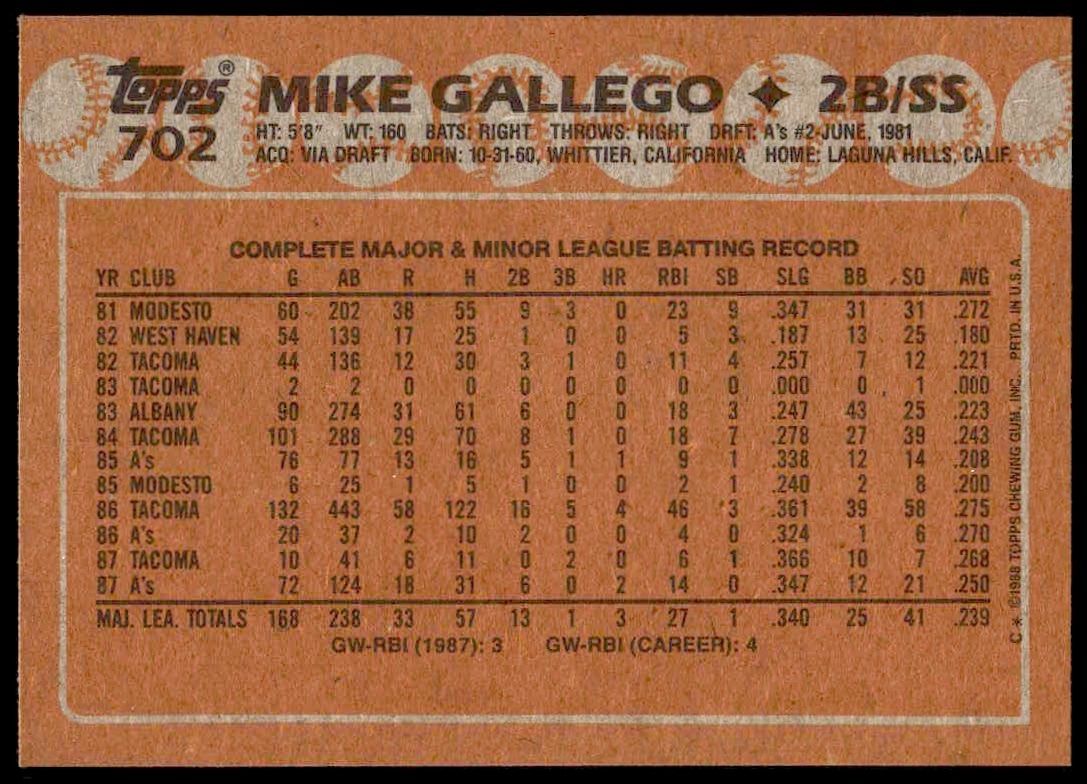 topps® MIKE GALLEGO ✦ 2B/SS
702 HT: 5'8" WT: 160 BATS: RIGHT THROWS: RIGHT DRFT: A's #2-JUNE, 1981
ACQ: VIA DRAFT BORN: 10-31-60, WHITTIER, CALIFORNIA HOME: LAGUNA HILLS, CALIF.
COMPLETE MAJOR & MINOR LEAGUE BATTING RECORD
YR CLUB G AB R H 2B 3B HR RBI SB SLG BB SO AVG
81 MODESTO 60 202 38 55 9 3 0 23 9 .347 31 31 .272
82 WEST HAVEN 54 139 17 25 1 0 0 5 3 .187 13 25 .180
82 TACOMA 44 136 12 30 3 1 0 11 4 .257 7 12 .221
83 TACOMA 2 2 0 0 0 0 0 0 0 .000 0 1 .000
83 ALBANY 90 274 31 61 6 0 0 18 3 .247 43 25 .223
84 TACOMA 101 288 29 70 8 1 0 18 7 .278 27 39 .243
85 A's 76 77 13 16 5 1 1 9 1 .338 12 14 .208
85 MODESTO 6 25 1 5 1 0 0 2 1 .240 2 8 .200
86 TACOMA 132 443 58 122 16 5 4 46 3 .361 39 58 .275
86 A's 20 37 2 10 2 0 0 4 0 .324 1 6 .270
87 TACOMA 10 41 6 11 0 2 0 6 1 .366 10 7 .268
87 A's 72 124 18 31 6 0 2 14 0 .347 12 21 .250
MAJ. LEA. TOTALS 168 238 33 57 13 1 3 27 1 .340 25 41 .239
GW-RBI (1987): 3 GW-RBI (CAREER): 4
C * ©1988 TOPPS CHEWING GUM, INC. PRTD. IN U.S.A.